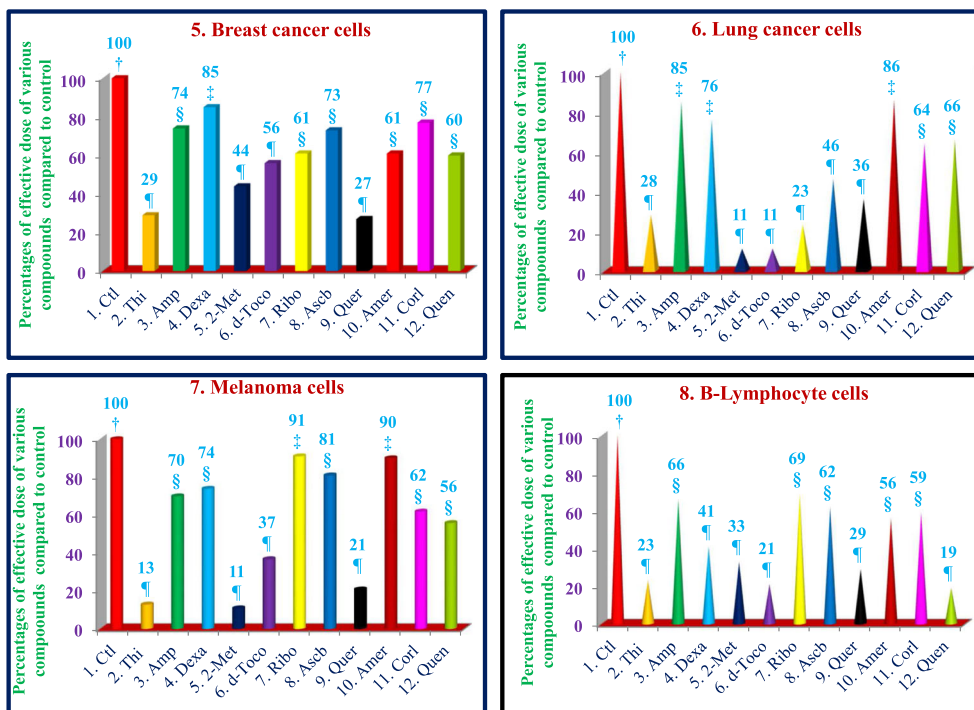 5. Breast cancer cells
Percentages of effective dose of various
compoounds compared to control
100
80
60
40
20
0
100
†
29
¶
74
§
85
‡
44
¶
56
¶
61
§
73
§
27
¶
61
§
77
§
60
§
1. Ctl
2. Thi
3. Amp
4. Dexa
5. 2-Met
6. d-Toco
7. Ribo
8. Ascb
9. Quer
10. Amer
11. Corl
12. Quen
6. Lung cancer cells
Percentages of effective dose of various
compoounds compared to control
100
80
60
40
20
0
100
†
28
¶
85
‡
76
‡
11
¶
11
¶
23
¶
46
§
36
¶
86
‡
64
§
66
§
1. Ctl
2. Thi
3. Amp
4. Dexa
5. 2-Met
6. d-Toco
7. Ribo
8. Ascb
9. Quer
10. Amer
11. Corl
12. Quen
7. Melanoma cells
Percentages of effective dose of various
compoounds compared to control
100
80
60
40
20
0
100
†
13
¶
70
§
74
§
11
¶
37
¶
91
‡
81
§
21
¶
90
‡
62
§
56
§
1. Ctl
2. Thi
3. Amp
4. Dexa
5. 2-Met
6. d-Toco
7. Ribo
8. Ascb
9. Quer
10. Amer
11. Corl
12. Quen
8. B-Lymphocyte cells
Percentages of effective dose of various
compoounds compared to control
100
80
60
40
20
0
100
†
23
¶
66
§
41
¶
33
¶
21
¶
69
§
62
§
29
¶
56
§
59
§
19
¶
1. Ctl
2. Thi
3. Amp
4. Dexa
5. 2-Met
6. d-Toco
7. Ribo
8. Ascb
9. Quer
10. Amer
11. Corl
12. Quen